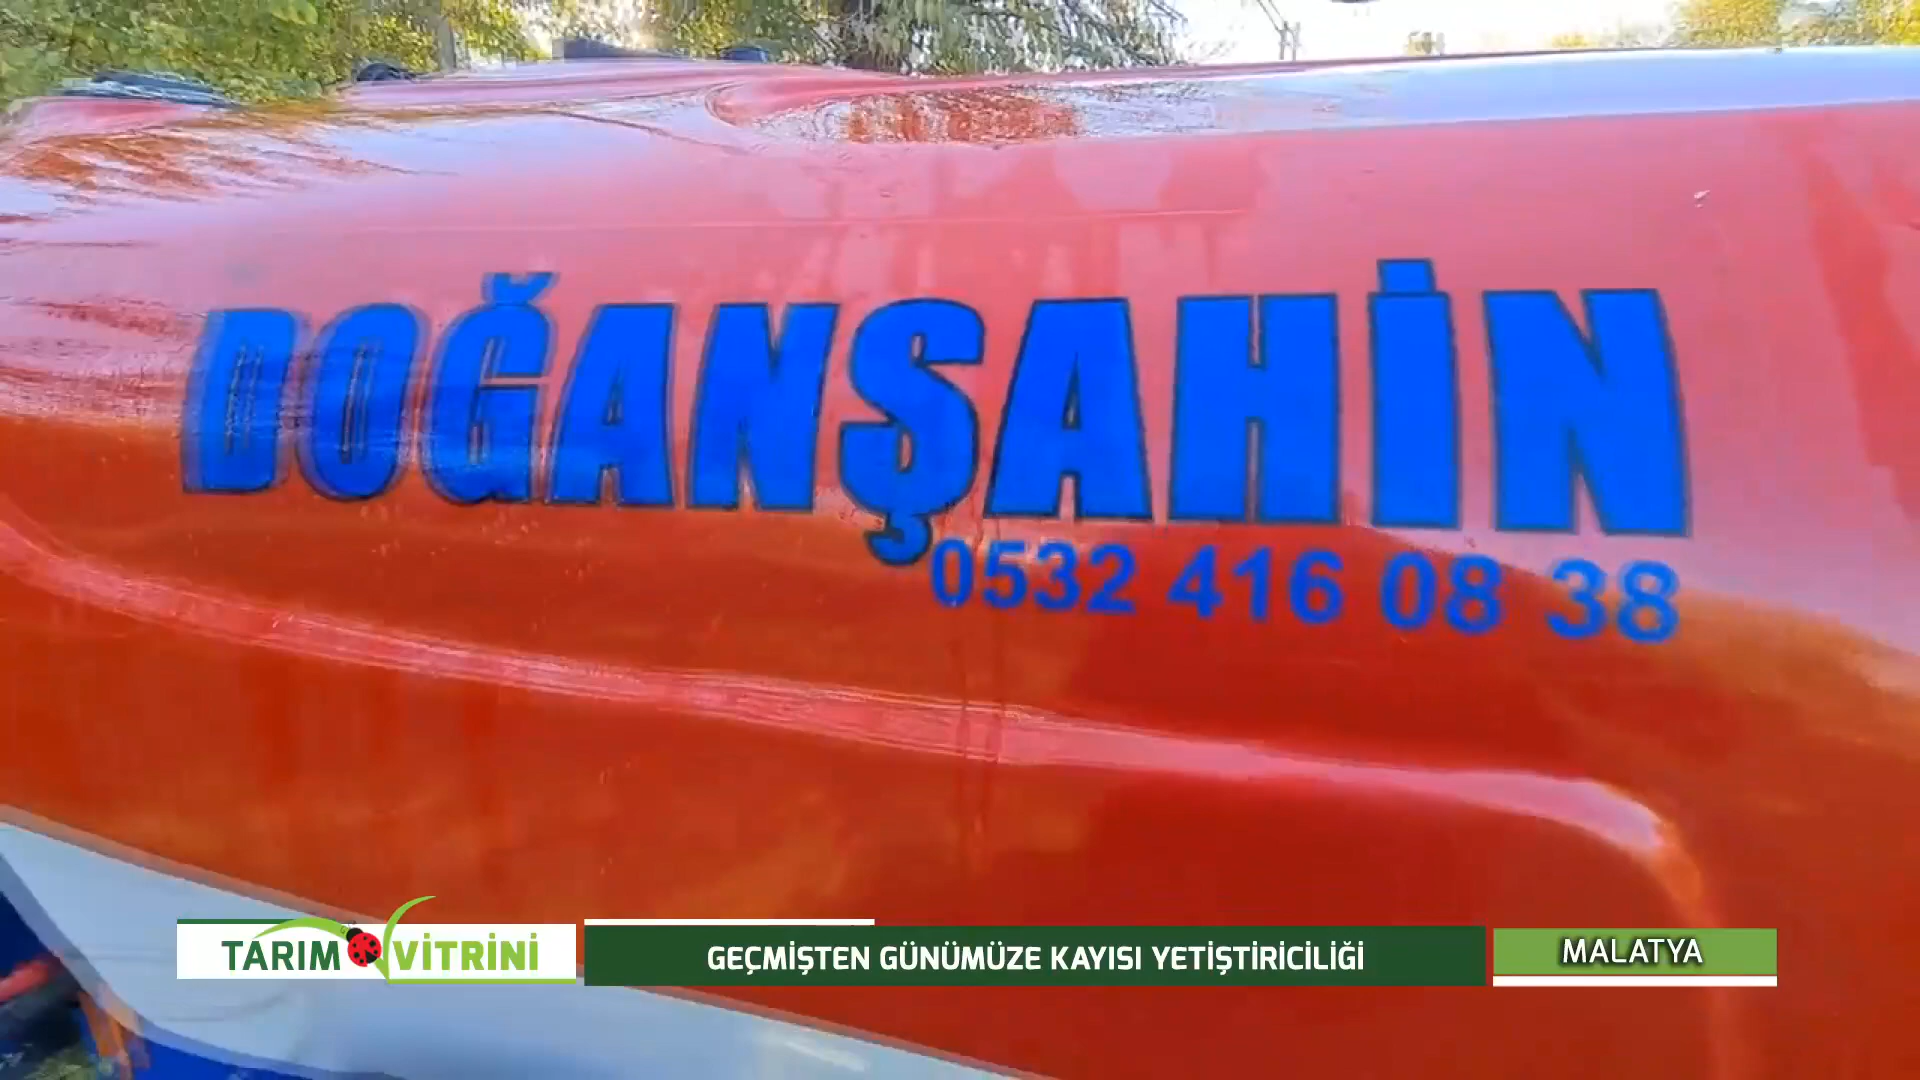 DOĞANŞAHİN
0532 416 08 38
TARIM VİTRİNİ
GEÇMİŞTEN GÜNÜMÜZE KAYISI YETİŞTİRİCİLİĞİ
MALATYA